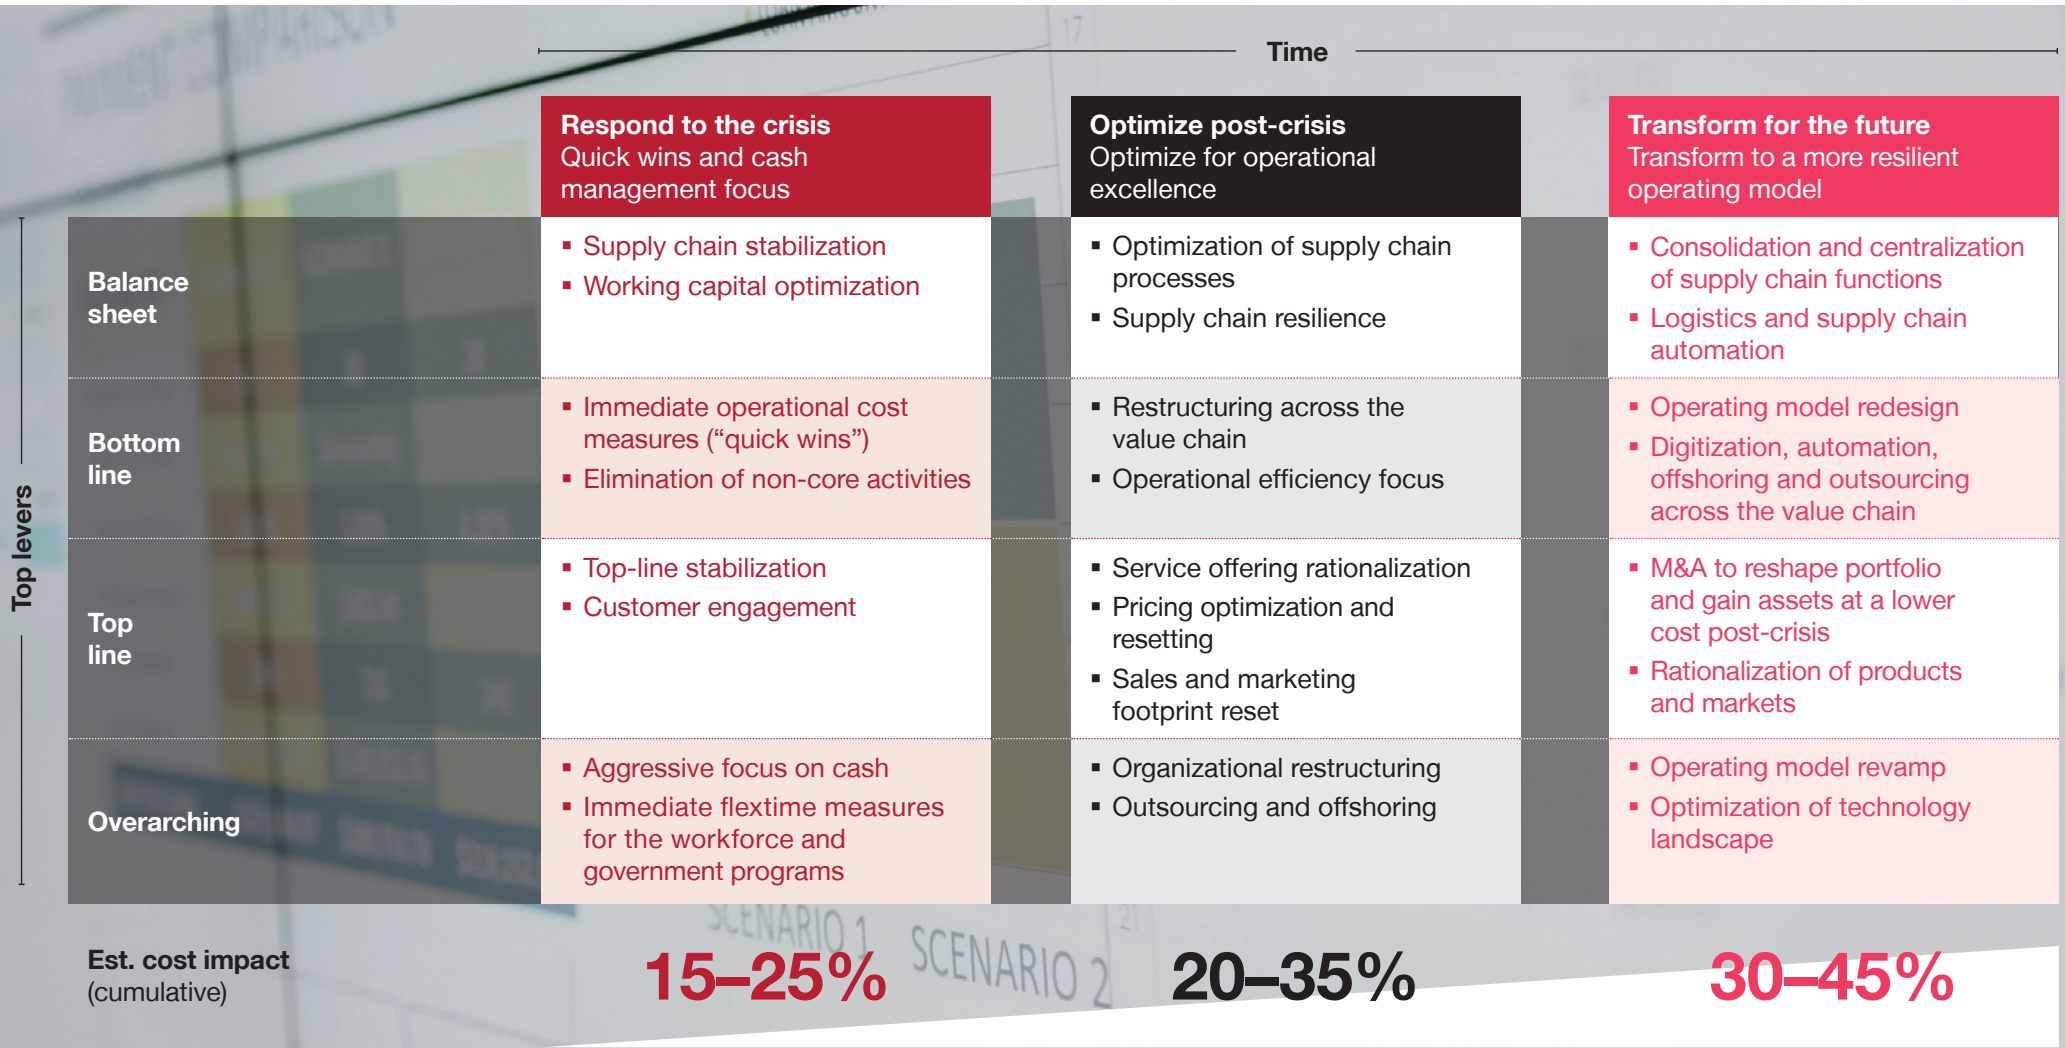 Time
Respond to the crisis
Quick wins and cash
management focus
Optimize post-crisis
Optimize for operational
excellence
Transform for the future
Transform to a more resilient
operating model
Top levers
Balance
sheet
▪ Supply chain stabilization
▪ Working capital optimization
▪ Optimization of supply chain
processes
▪ Supply chain resilience
▪ Consolidation and centralization
of supply chain functions
▪ Logistics and supply chain
automation
Bottom
line
▪ Immediate operational cost
measures (“quick wins”)
▪ Elimination of non-core activities
▪ Restructuring across the
value chain
▪ Operational efficiency focus
▪ Operating model redesign
▪ Digitization, automation,
offshoring and outsourcing
across the value chain
Top
line
▪ Top-line stabilization
▪ Customer engagement
▪ Service offering rationalization
▪ Pricing optimization and
resetting
▪ Sales and marketing
footprint reset
▪ M&A to reshape portfolio
and gain assets at a lower
cost post-crisis
▪ Rationalization of products
and markets
Overarching
▪ Aggressive focus on cash
▪ Immediate flextime measures
for the workforce and
government programs
▪ Organizational restructuring
▪ Outsourcing and offshoring
▪ Operating model revamp
▪ Optimization of technology
landscape
Est. cost impact
(cumulative)
15–25%
20–35%
30–45%
SCENARIO 1
SCENARIO 2
17
21